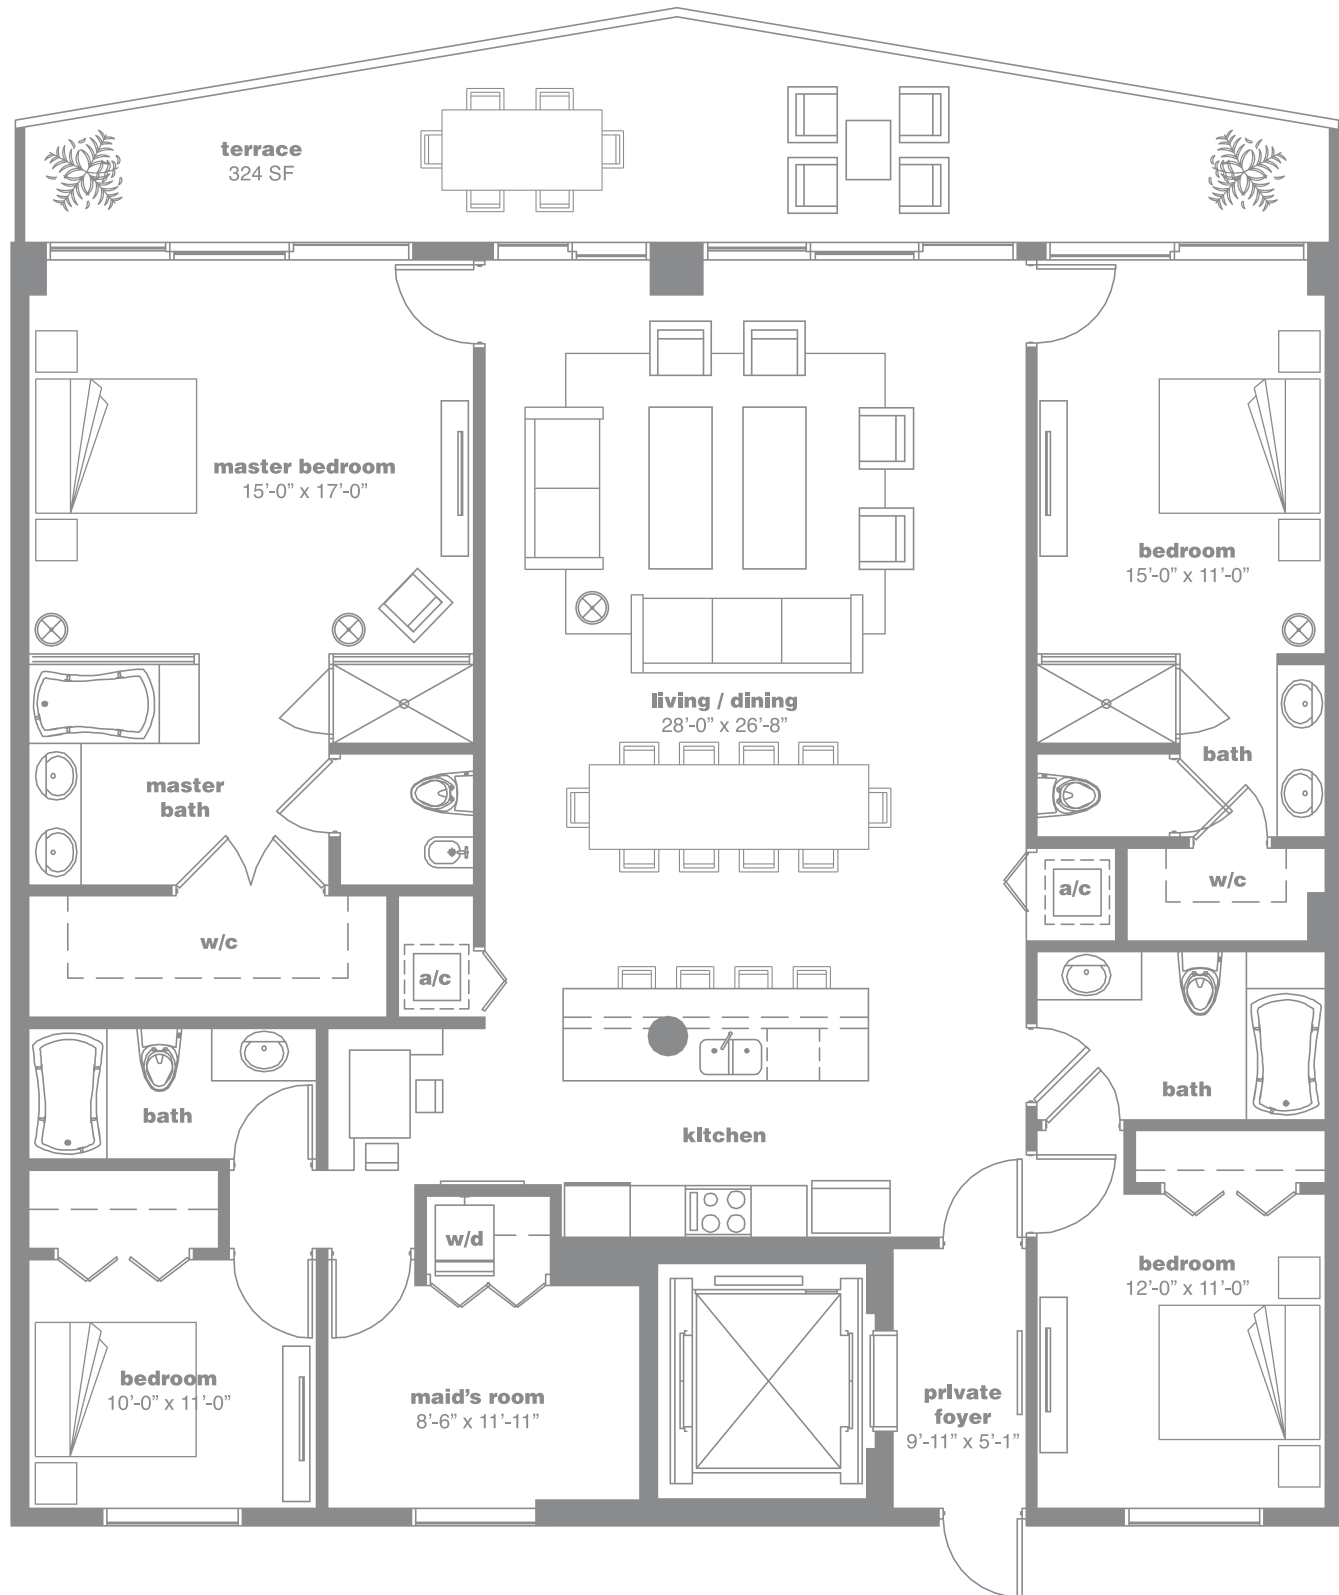 terrace
324 SF
master bedroom
15'-0” x 17'-0”
bedroom
15'-0” x 11'-0”
living / dining
28'-0” x 26'-8”
master
bath
bath
a/c
w/c
w/c
a/c
bath
bath
kitchen
w/d
bedroom
12'-0” x 11'-0”
bedroom
10'-0” x 11'-0”
maid's room
8'-6” x 11'-11”
private
foyer
9'-11” x 5'-1”